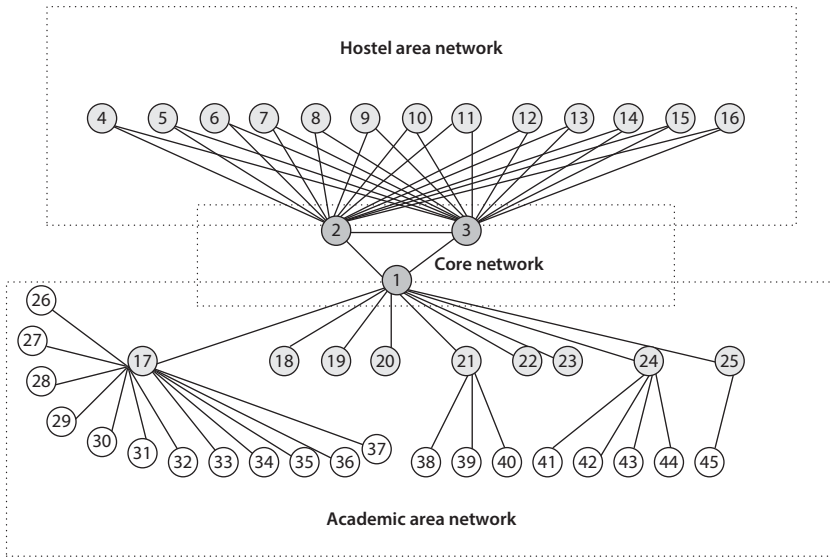 Hostel area network
4 5 6 7 8 9 10 11 12 13 14 15 16
2 3
Core network
1
26
27
28
29
30
31
17 18 19 20 21 22 23 24 25
32 33 34 35 36 37
38 39 40 41 42 43 44 45
Academic area network